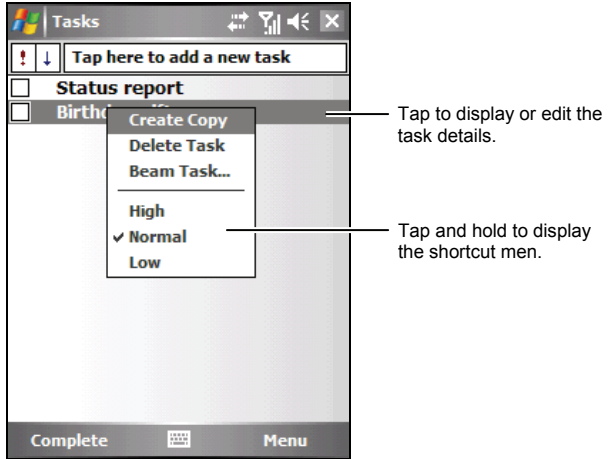 Tasks
! ↓ Tap here to add a new task
Status report
Create Copy
Delete Task
Beam Task...
High
✓ Normal
Low
Tap to display or edit the
task details.
Tap and hold to display
the shortcut men.
Complete
Menu